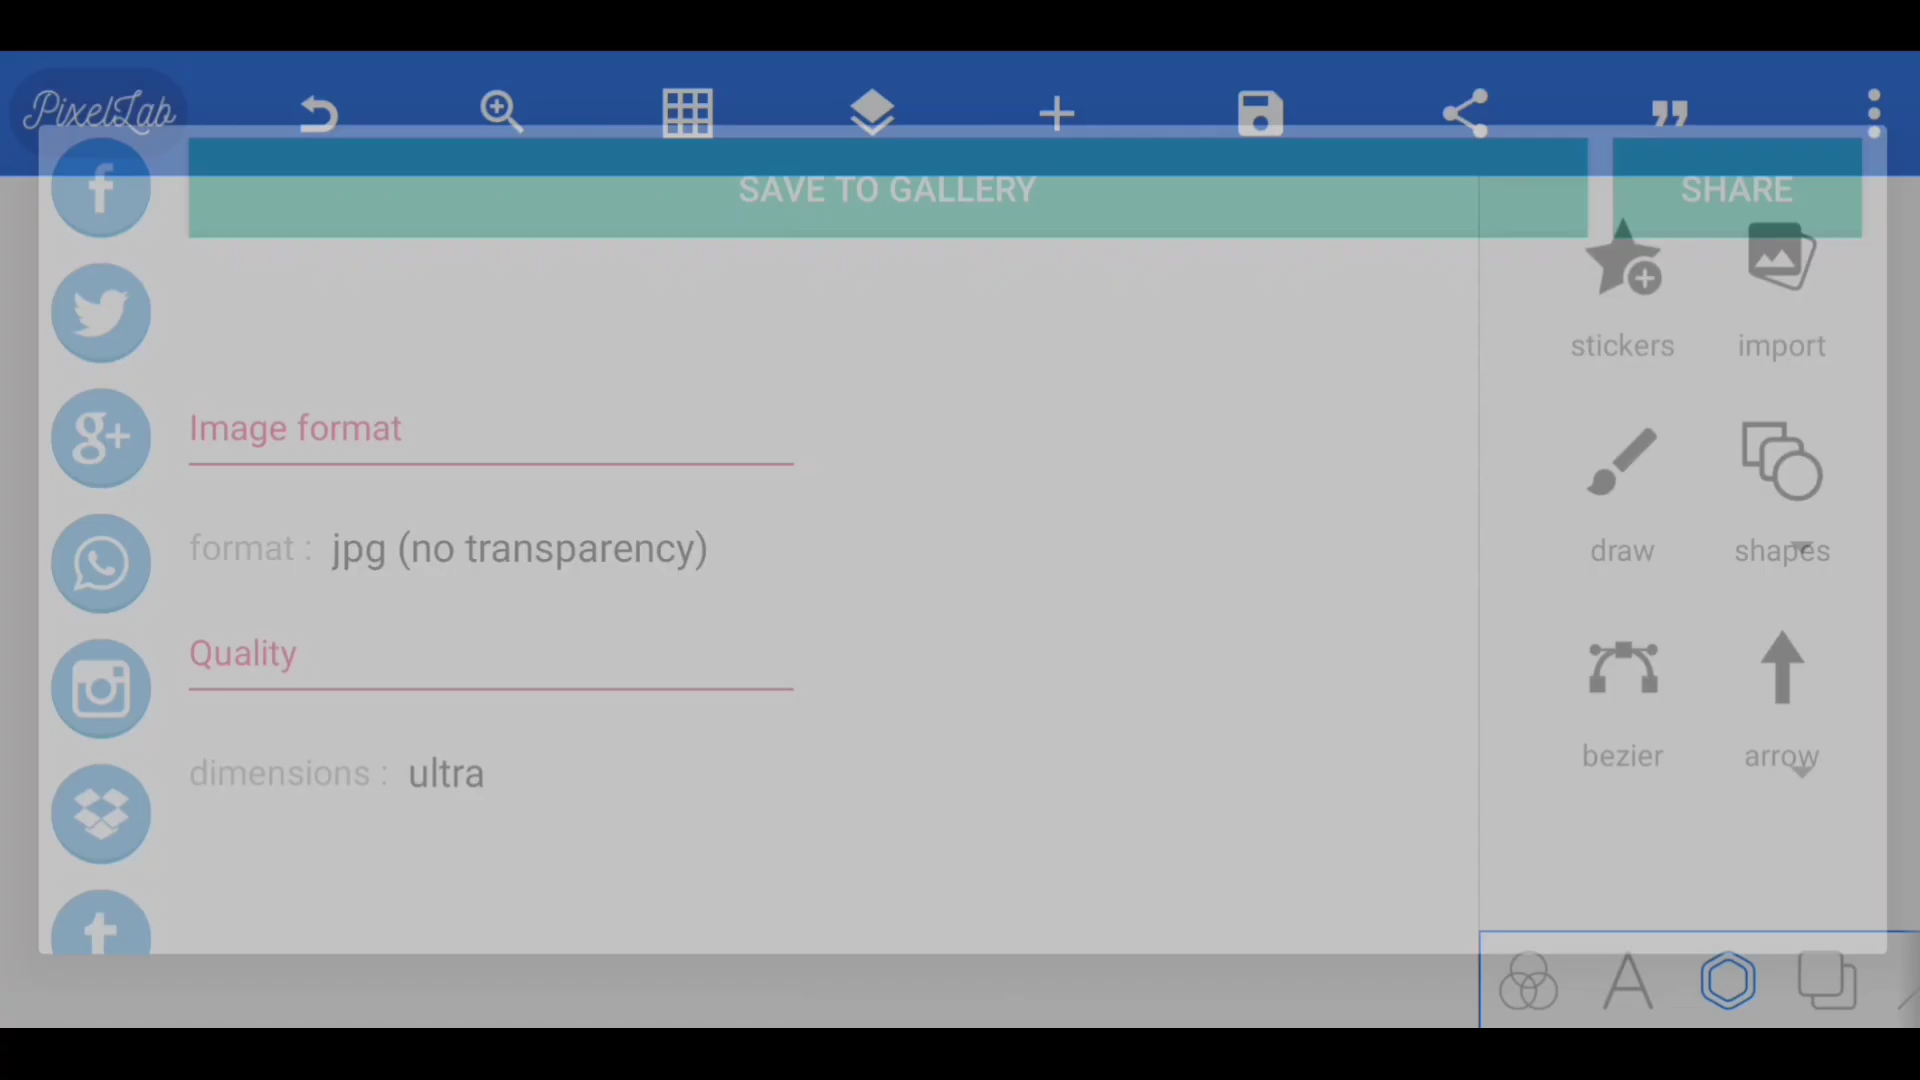 PixelLab
SAVE TO GALLERY
SHARE
stickers
import
Image format
format : jpg (no transparency)
draw
shapes
Quality
dimensions : ultra
bezier
arrow